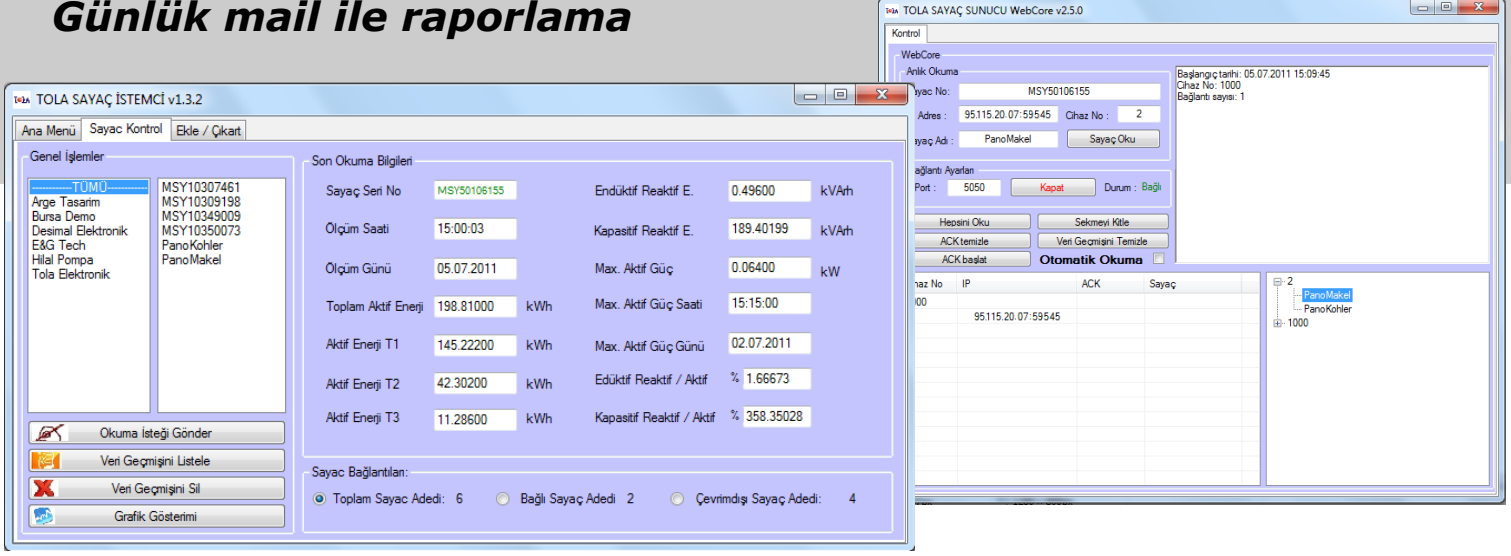 Günlük mail ile raporlama
TOLA SAYAÇ İSTEMCİ v1.3.2
Ana Menü Sayac Kontrol Ekle / Çıkart
Genel İşlemler
-----------TÜMÜ-----------
Arge Tasarim
Bursa Demo
Desimal Elektronik
E&G Tech
Hilal Pompa
Tola Elektronik
MSY10307461
MSY10309198
MSY10349009
MSY10350073
PanoKohler
PanoMakel
Okuma İsteği Gönder
Veri Geçmişini Listele
Veri Geçmişini Sil
Grafik Gösterimi
Son Okuma Bilgileri
Sayaç Seri No MSY50106155
Ölçüm Saati 15:00:03
Ölçüm Günü 05.07.2011
Toplam Aktif Enerji 198.81000 kWh
Aktif Enerji T1 145.22200 kWh
Aktif Enerji T2 42.30200 kWh
Aktif Enerji T3 11.28600 kWh
Endüktif Reaktif E. 0.49600 kVArh
Kapasitif Reaktif E. 189.40199 kVArh
Max. Aktif Güç 0.06400 kW
Max. Aktif Güç Saati 15:15:00
Max. Aktif Güç Günü 02.07.2011
Edüktif Reaktif / Aktif % 1.66673
Kapasitif Reaktif / Aktif % 358.35028
Sayac Bağlantıları:
Toplam Sayac Adedi: 6 Bağlı Sayaç Adedi 2 Çevrimdışı Sayaç Adedi: 4
TOLA SAYAÇ SUNUCU WebCore v2.5.0
Kontrol
WebCore
Anlık Okuma
No: MSY50106155
Adres : 95.115.20.07:59545 Cihaz No : 2
Adı : PanoMakel Sayaç Oku
Ayarları
Port : 5050 Kapat Durum : Bağlı
Hepsini Oku Sekmeyi Kitle
ACK temizle Veri Geçmişini Temizle
ACK başlat Otomatik Okuma
Başlangıç tarihi: 05.07.2011 15:09:45
Cihaz No: 1000
Bağlantı sayısı: 1
No IP ACK Sayaç
95.115.20.07:59545
2
PanoMakel
PanoKohler
1000